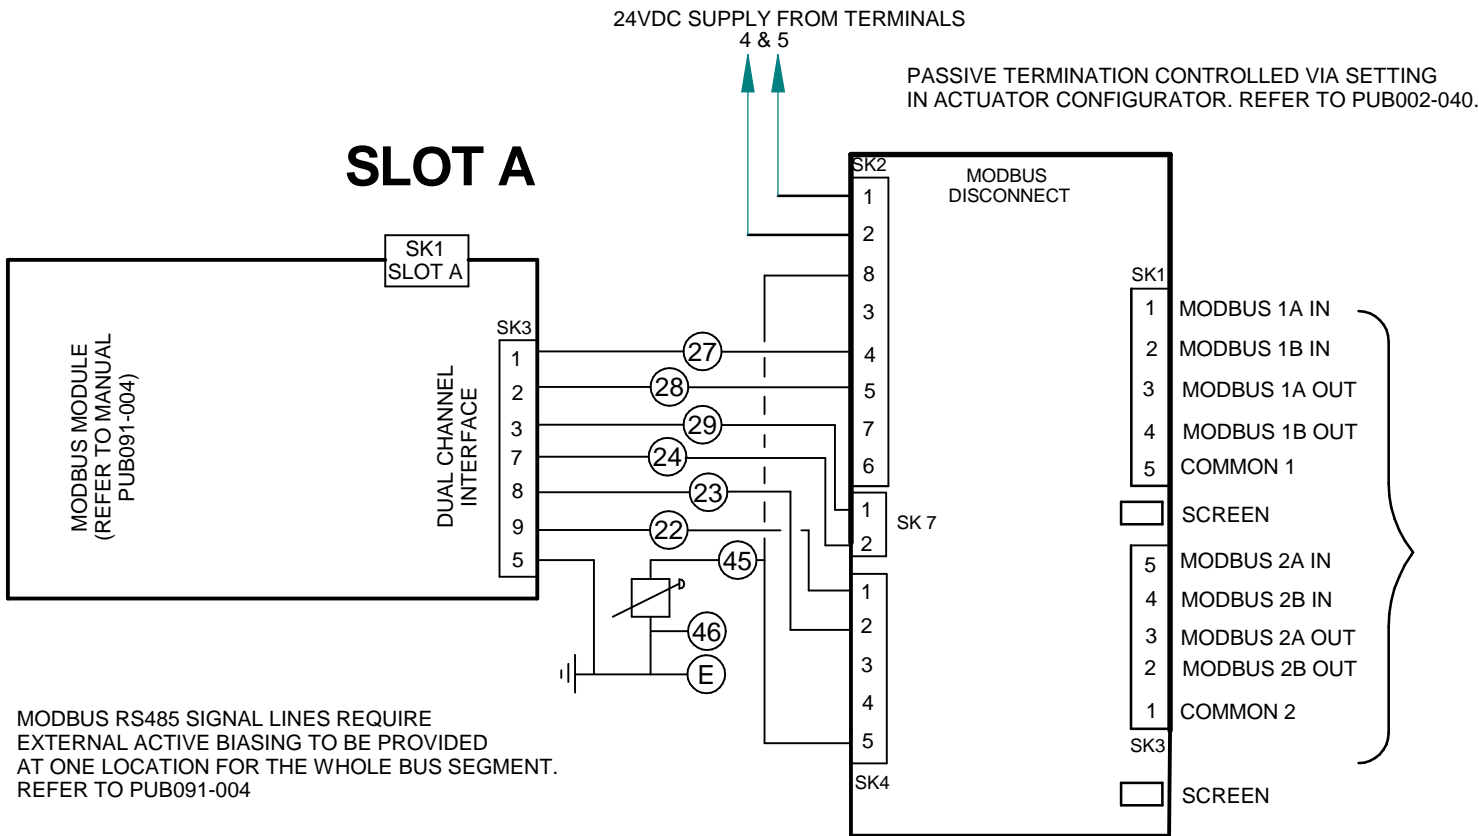 24VDC SUPPLY FROM TERMINALS
4 & 5
PASSIVE TERMINATION CONTROLLED VIA SETTING
IN ACTUATOR CONFIGURATOR. REFER TO PUB002-040.
SLOT A
SK1
SLOT A
MODBUS MODULE
(REFER TO MANUAL
PUB091-004)
DUAL CHANNEL
INTERFACE
SK3
1
2
3
7
8
9
5
27
28
29
24
23
22
45
46
E
MODBUS
DISCONNECT
SK2
1
2
8
3
4
5
7
6
1
2
SK 7
1
2
3
4
5
SK4
SK1
1 MODBUS 1A IN
2 MODBUS 1B IN
3 MODBUS 1A OUT
4 MODBUS 1B OUT
5 COMMON 1
SCREEN
5 MODBUS 2A IN
4 MODBUS 2B IN
3 MODBUS 2A OUT
2 MODBUS 2B OUT
1 COMMON 2
SK3
SCREEN
MODBUS RS485 SIGNAL LINES REQUIRE
EXTERNAL ACTIVE BIASING TO BE PROVIDED
AT ONE LOCATION FOR THE WHOLE BUS SEGMENT.
REFER TO PUB091-004